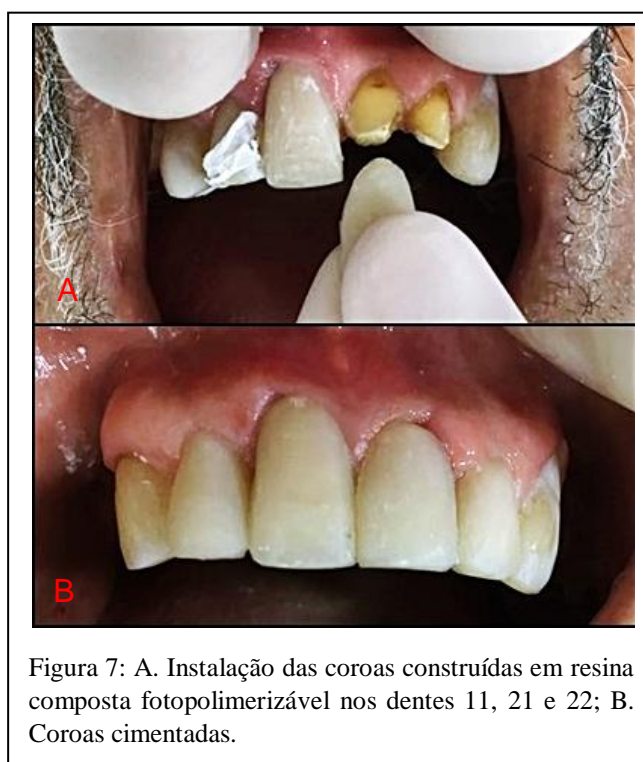 A
B
Figura 7: A. Instalação das coroas construídas em resina
composta fotopolimerizável nos dentes 11, 21 e 22; B.
Coroas cimentadas.